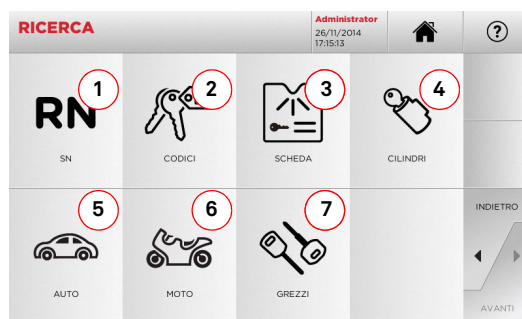 RICERCA
Administrator
26/11/2014
17:15:13
?
1
2
3
4
RN
SN
CODICI
SCHEDA
CILINDRI
5
6
7
INDIETRO
AUTO
MOTO
GREZZI
AVANTI